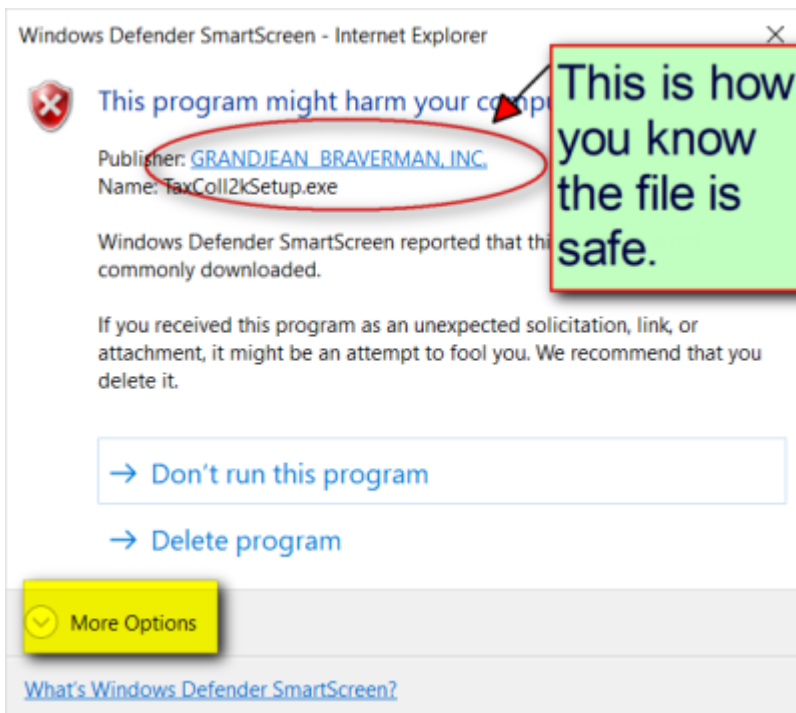 Windows Defender SmartScreen - Internet Explorer
This program might harm your comp
This is how
you know
the file is
safe.
Publisher: GRANDJEAN BRAVERMAN, INC.
Name: TaxColl2kSetup.exe
Windows Defender SmartScreen reported that thi
commonly downloaded.
If you received this program as an unexpected solicitation, link, or
attachment, it might be an attempt to fool you. We recommend that you
delete it.
→ Don't run this program
→ Delete program
More Options
What's Windows Defender SmartScreen?